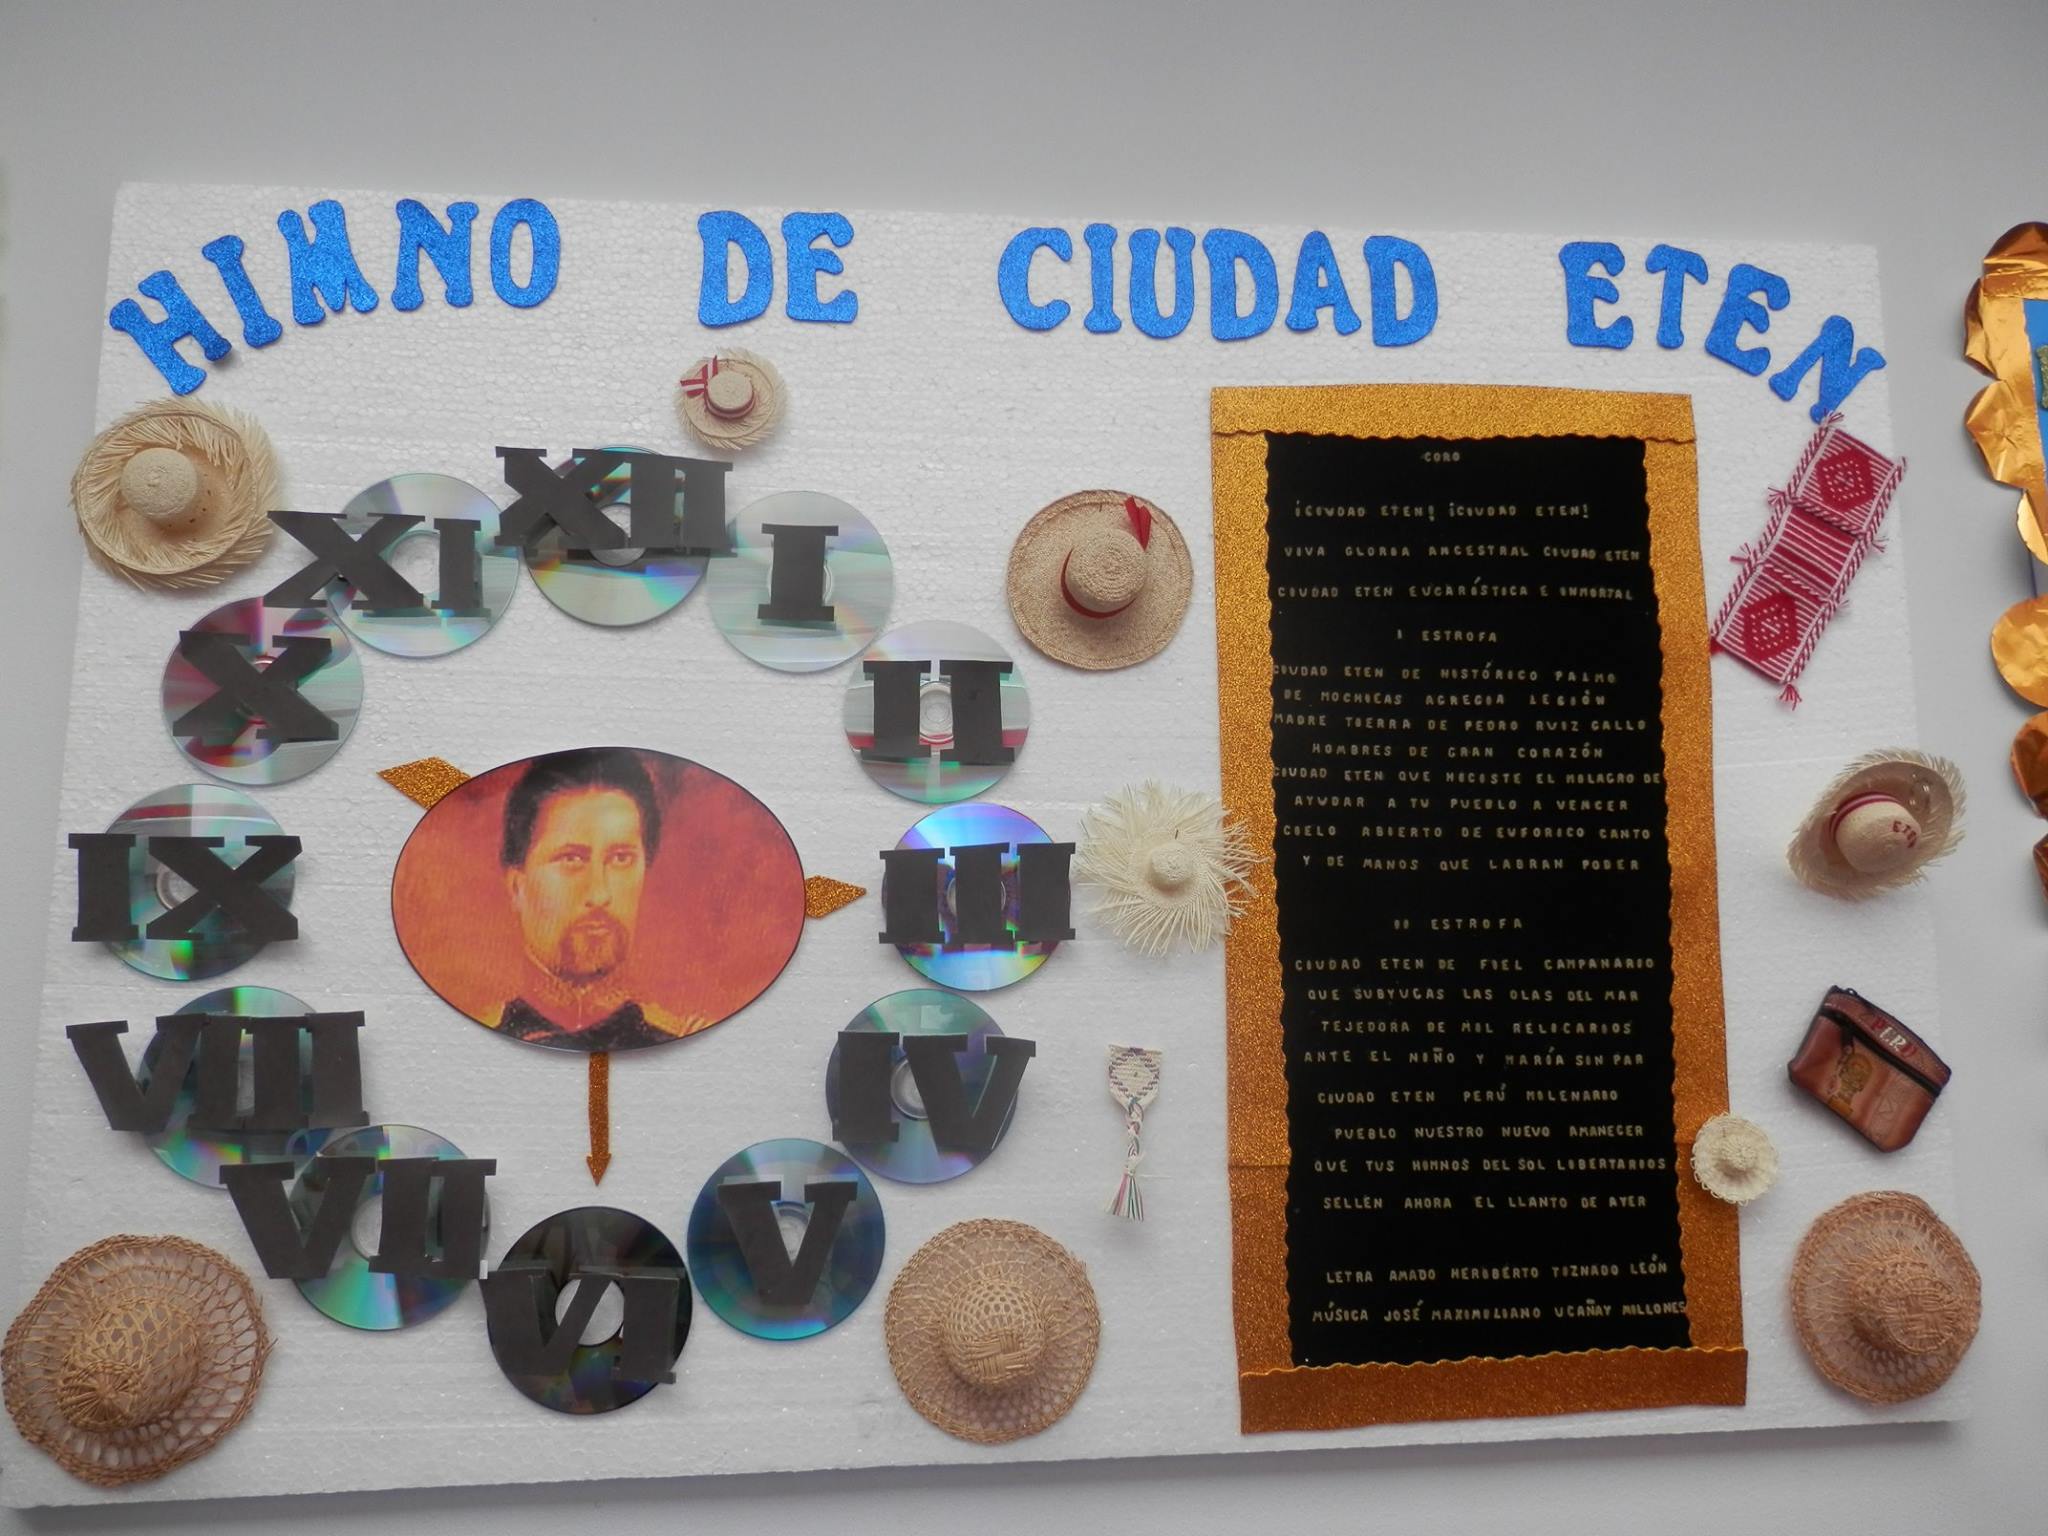 HIMNO DE CIUDAD ETEN
XII
XI
I
X
II
IX
III
VIII
IV
VII
V
VI
CORO
¡CIUDAD ETEN! ¡CIUDAD ETEN!
VIVA GLORIA ANCESTRAL CIUDAD ETEN
CIUDAD ETEN EUCARÍSTICA E INMORTAL
I ESTROFA
CIUDAD ETEN DE HISTÓRICO PALMO
DE MOCHICAS AGREGIA LEGIÓN
MADRE TIERRA DE PEDRO RUIZ GALLO
HOMBRES DE GRAN CORAZÓN
CIUDAD ETEN QUE HICISTE EL MILAGRO DE
AYUDAR A TU PUEBLO A VENCER
CIELO ABIERTO DE EUFORICO CANTO
Y DE MANOS QUE LABRAN PODER
II ESTROFA
CIUDAD ETEN DE FIEL CAMPANARIO
QUE SUBYUGAS LAS OLAS DEL MAR
TEJEDORA DE MIL RELICARIOS
ANTE EL NIÑO Y MARÍA SIN PAR
CIUDAD ETEN PERÚ MILENARIO
PUEBLO NUESTRO NUEVO AMANECER
QUE TUS HIMNOS DEL SOL LIBERTARIOS
SELLEN AHORA EL LLANTO DE AYER
LETRA AMADO HERIBERTO TIZNADO LEÓN
MÚSICA JOSÉ MAXIMILIANO UCAÑAY MILLONES
ETEN
PERÚ